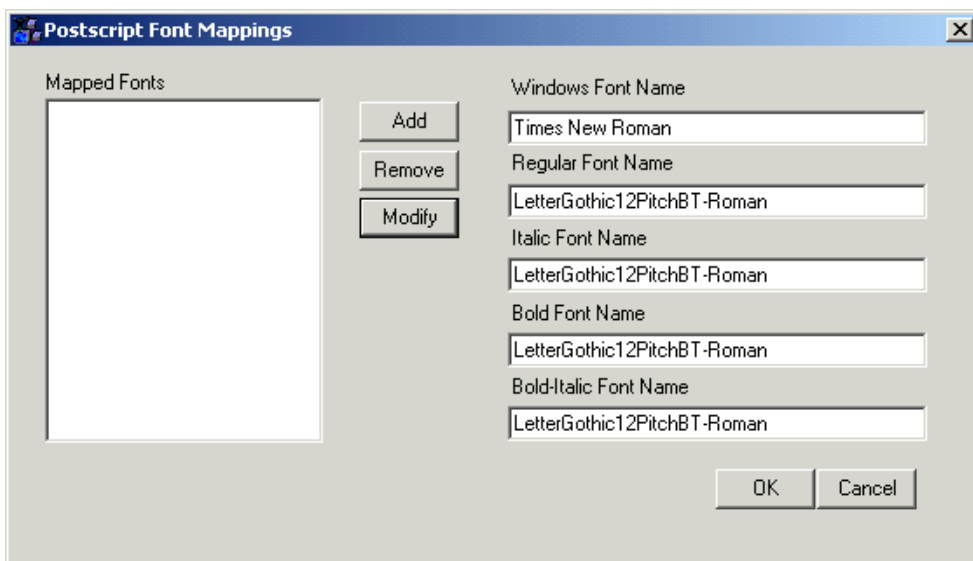 Postscript Font Mappings
Mapped Fonts
Add
Remove
Modify
Windows Font Name
Times New Roman
Regular Font Name
LetterGothic12PitchBT-Roman
Italic Font Name
LetterGothic12PitchBT-Roman
Bold Font Name
LetterGothic12PitchBT-Roman
Bold-Italic Font Name
LetterGothic12PitchBT-Roman
OK
Cancel